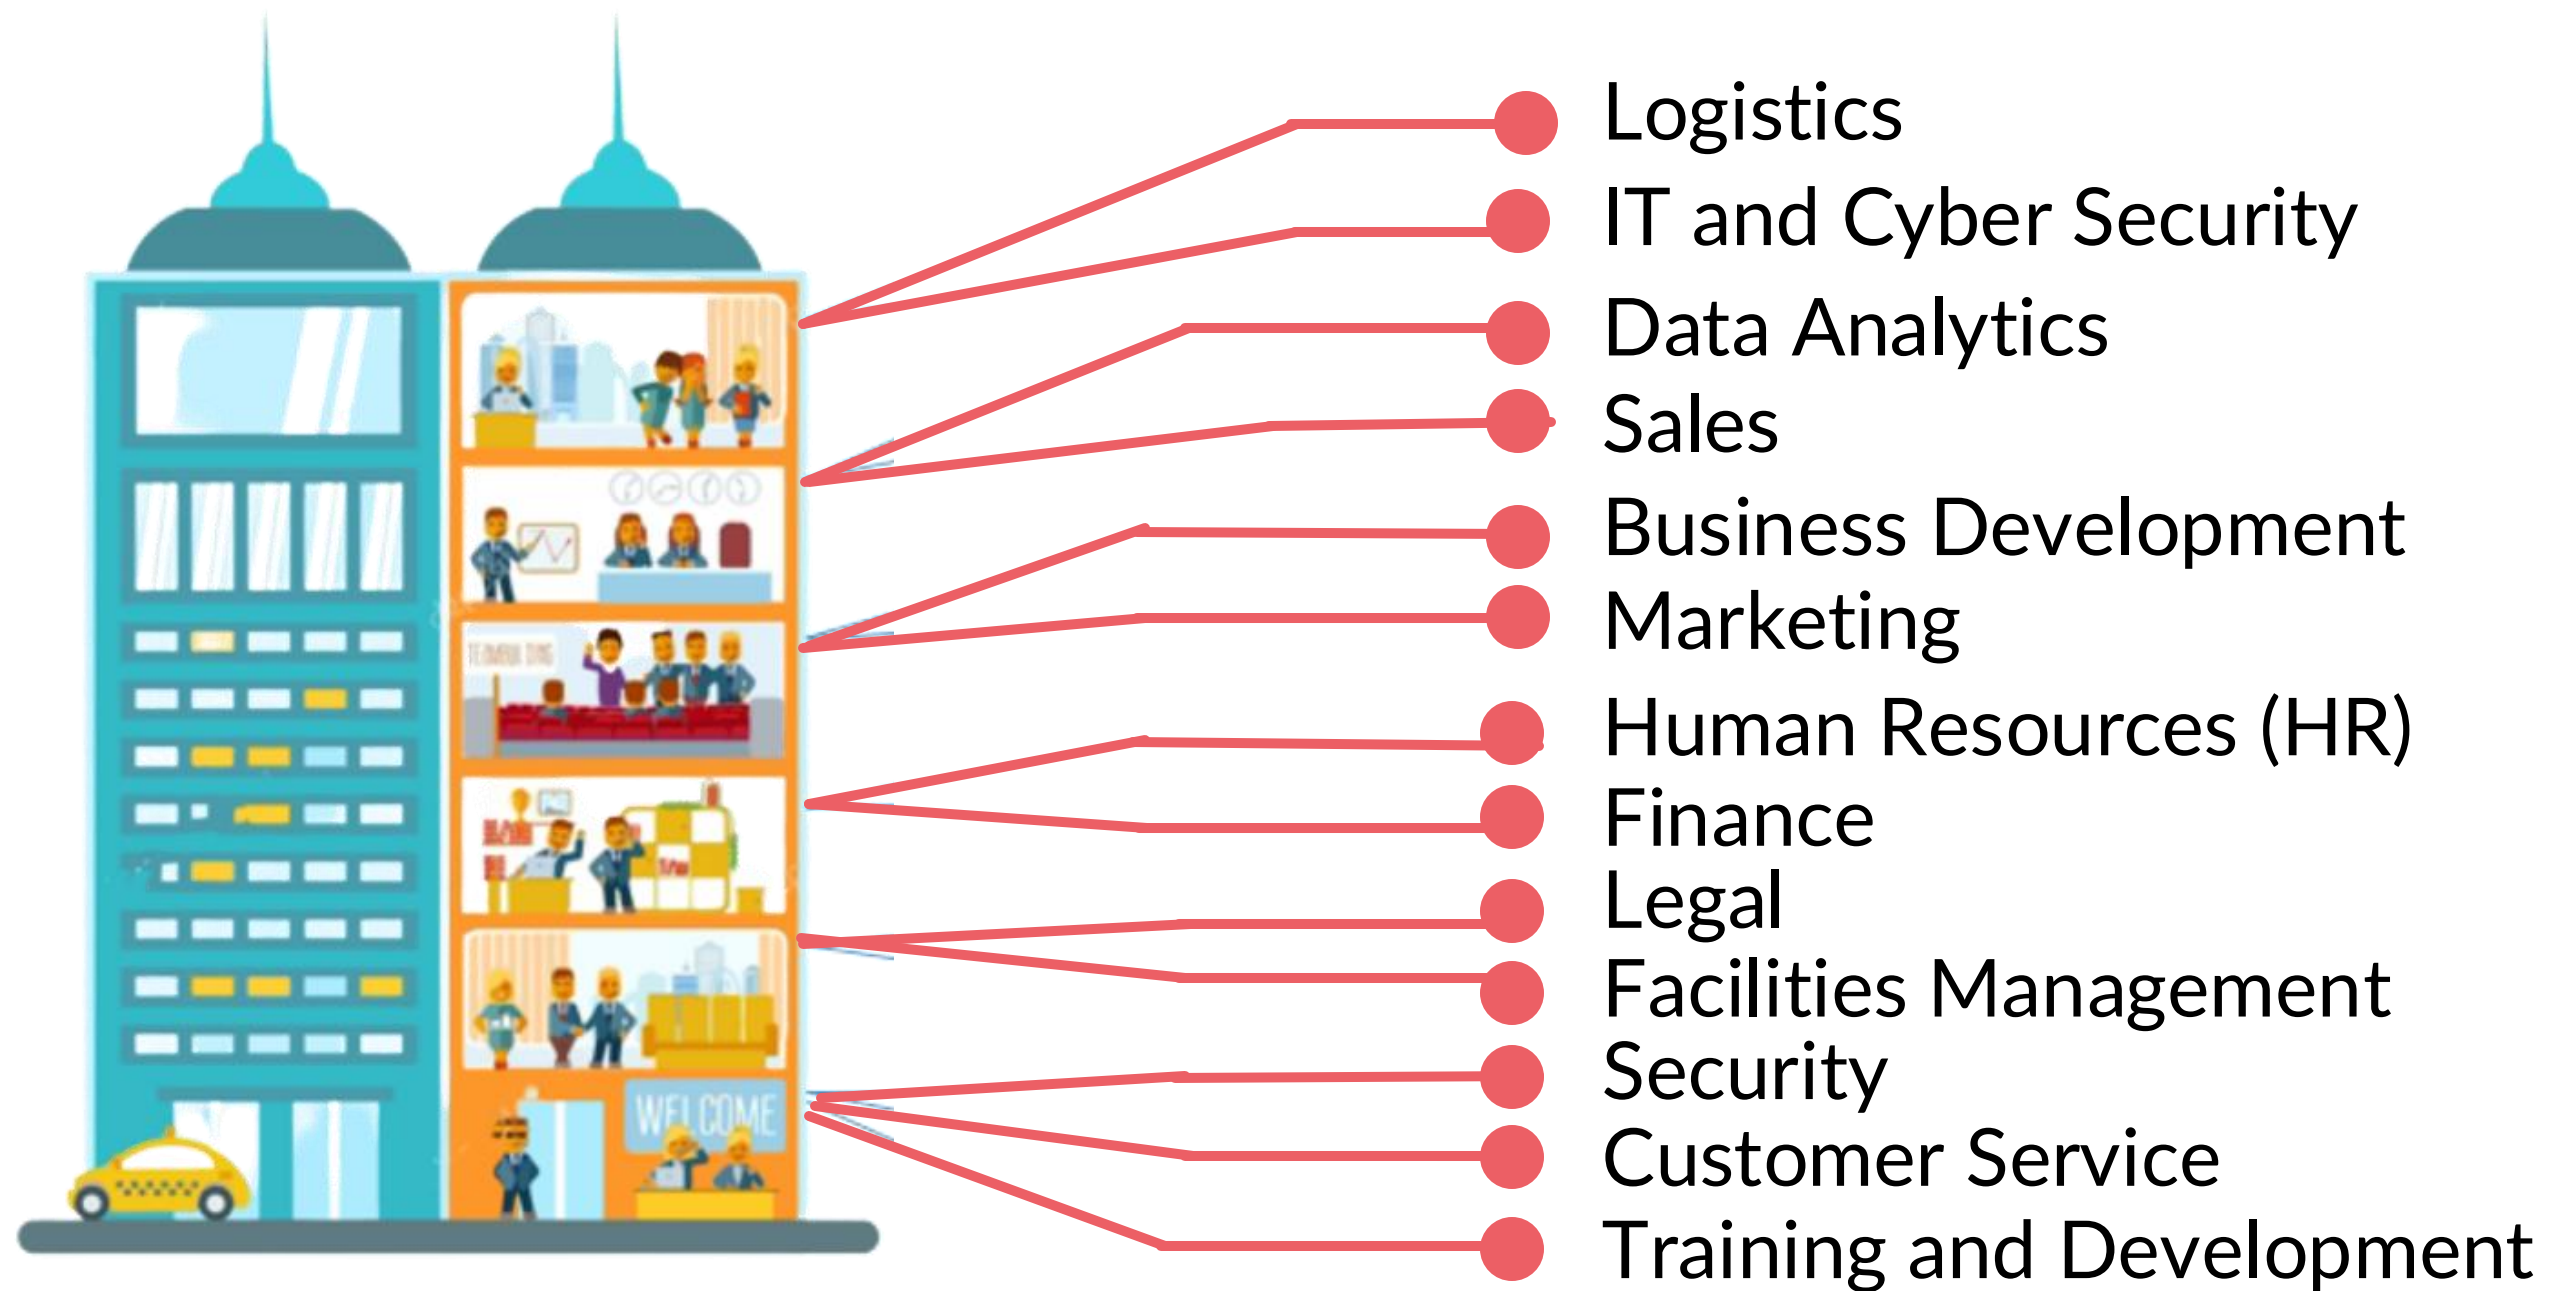 Logistics
IT and Cyber Security
Data Analytics
Sales
Business Development
Marketing
Human Resources (HR)
Finance
Legal
Facilities Management
Security
Customer Service
Training and Development
WELCOME